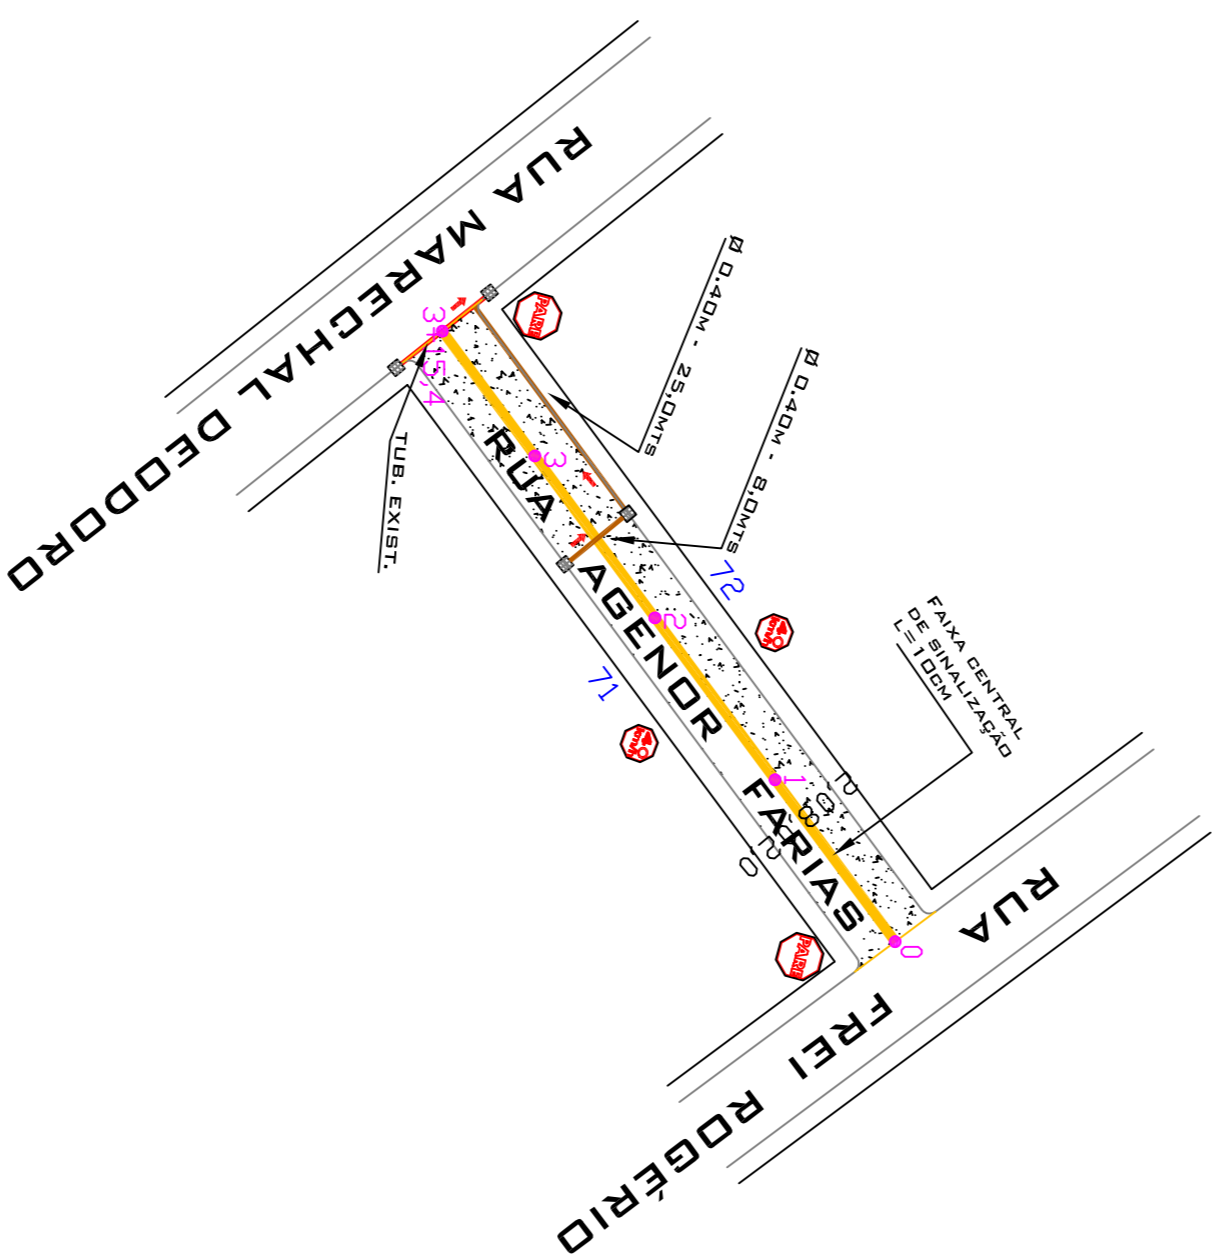 RUA MARECHAL DEODORO
Ø 0.40M - 25,0MTS
Ø 0.40M - 8,0MTS
TUB. EXIST.
PARE
3+15,4
3
2
1
0
RUA AGENOR FARIAS
72
71
FAIXA CENTRAL
DE SINALIZAÇÃO
L=10CM
PARE
RUA FREI ROGÉRIO